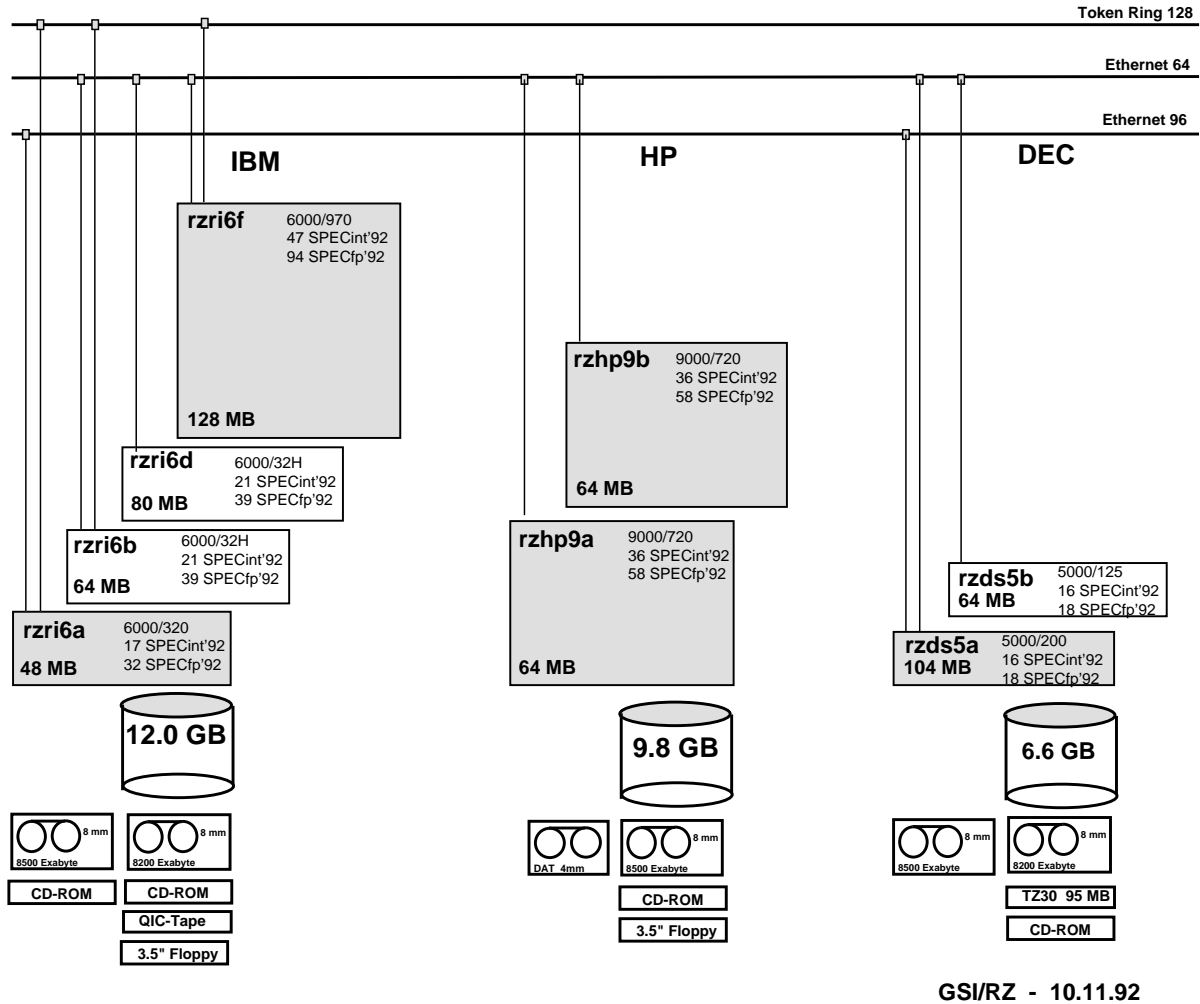 Token Ring 128
Ethernet 64
Ethernet 96
IBM
HP
DEC
rzri6f
6000/970
47 SPECint'92
94 SPECfp'92
128 MB
rzhp9b
9000/720
36 SPECint'92
58 SPECfp'92
64 MB
rzri6d
6000/32H
21 SPECint'92
39 SPECfp'92
80 MB
rzri6b
6000/32H
21 SPECint'92
39 SPECfp'92
64 MB
rzhp9a
9000/720
36 SPECint'92
58 SPECfp'92
64 MB
rzds5b
5000/125
16 SPECint'92
18 SPECfp'92
64 MB
rzri6a
6000/320
17 SPECint'92
32 SPECfp'92
48 MB
rzds5a
5000/200
16 SPECint'92
18 SPECfp'92
104 MB
12.0 GB
9.8 GB
6.6 GB
8 mm
8500 Exabyte
8 mm
8200 Exabyte
DAT 4mm
8 mm
8500 Exabyte
8 mm
8500 Exabyte
8 mm
8200 Exabyte
CD-ROM
CD-ROM
QIC-Tape
3.5" Floppy
CD-ROM
3.5" Floppy
TZ30 95 MB
CD-ROM
GSI/RZ - 10.11.92